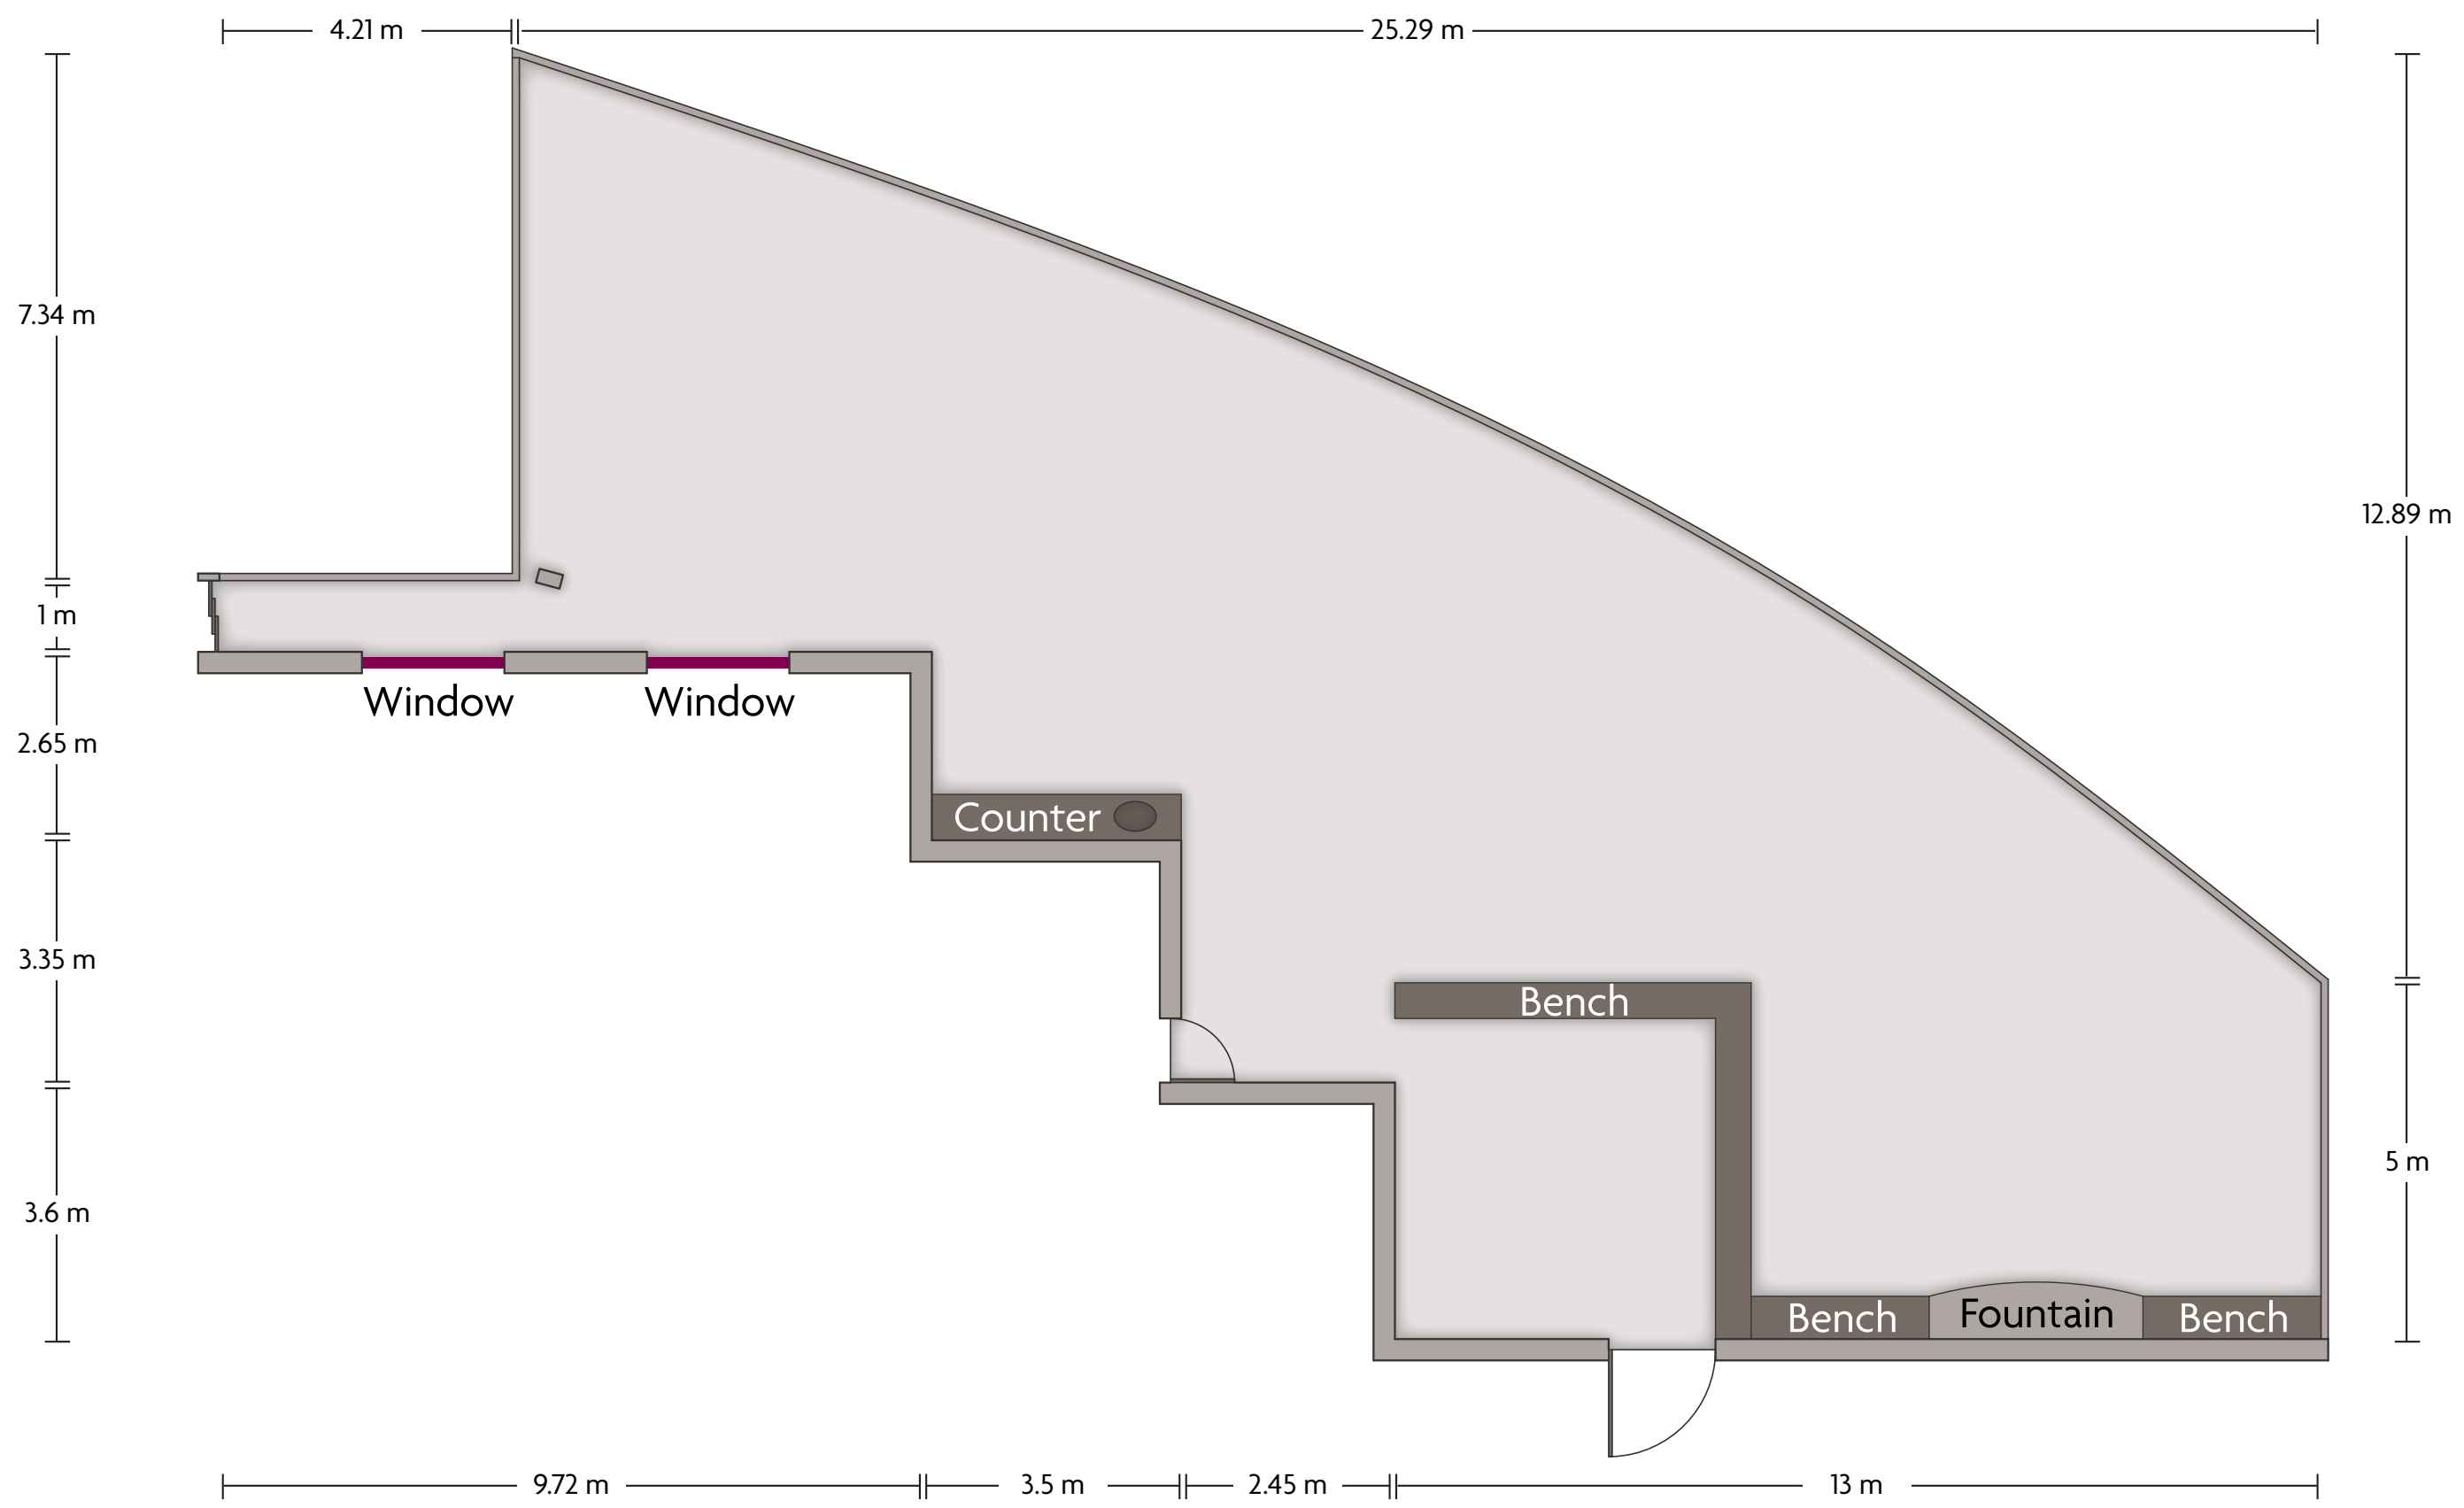 4.21 m
25.29 m
7.34 m
12.89 m
1 m
Window
Window
2.65 m
Counter
3.35 m
Bench
5 m
3.6 m
Bench
Fountain
Bench
9.72 m
3.5 m
2.45 m
13 m